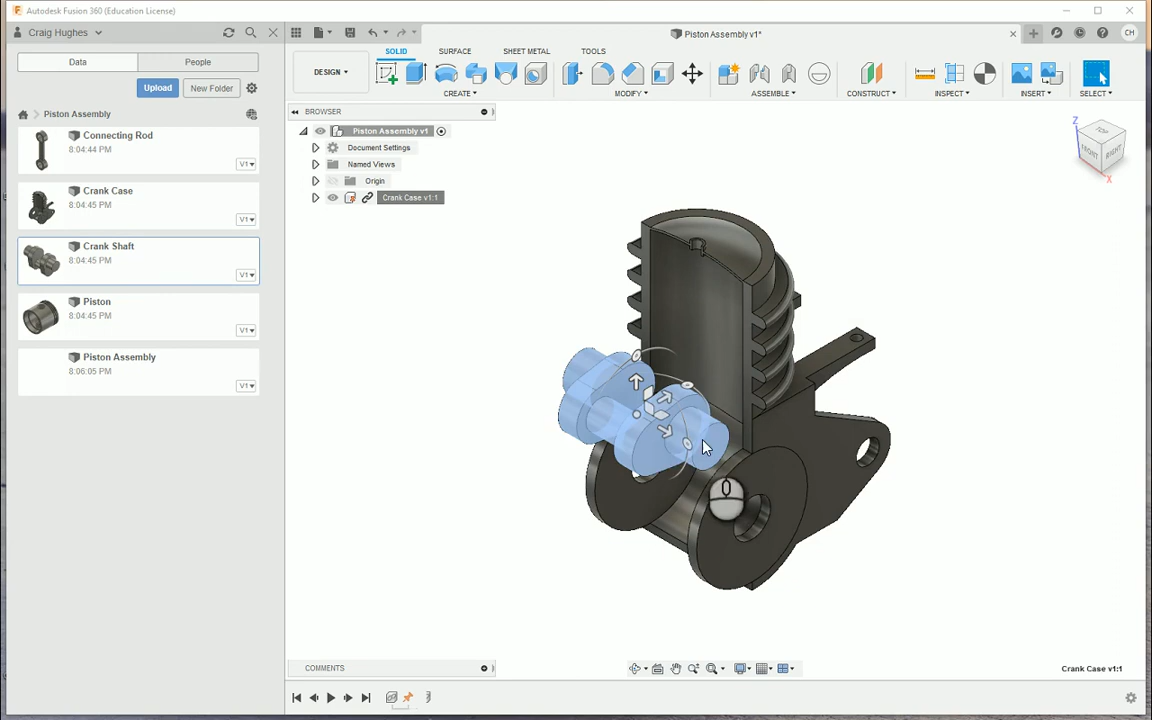 Autodesk Fusion 360 (Education License)
Craig Hughes
Piston Assembly v1*
CH
Data
People
Upload
New Folder
Piston Assembly
Connecting Rod
8:04:44 PM
V1
Crank Case
8:04:45 PM
V1
Crank Shaft
8:04:45 PM
V1
Piston
8:04:45 PM
V1
Piston Assembly
8:06:05 PM
V1
SOLID
SURFACE
SHEET METAL
TOOLS
DESIGN
CREATE
MODIFY
ASSEMBLE
CONSTRUCT
INSPECT
INSERT
SELECT
BROWSER
Piston Assembly v1
Document Settings
Named Views
Origin
Crank Case v1:1
Z
TOP
FRONT
RIGHT
X
COMMENTS
Crank Case v1:1